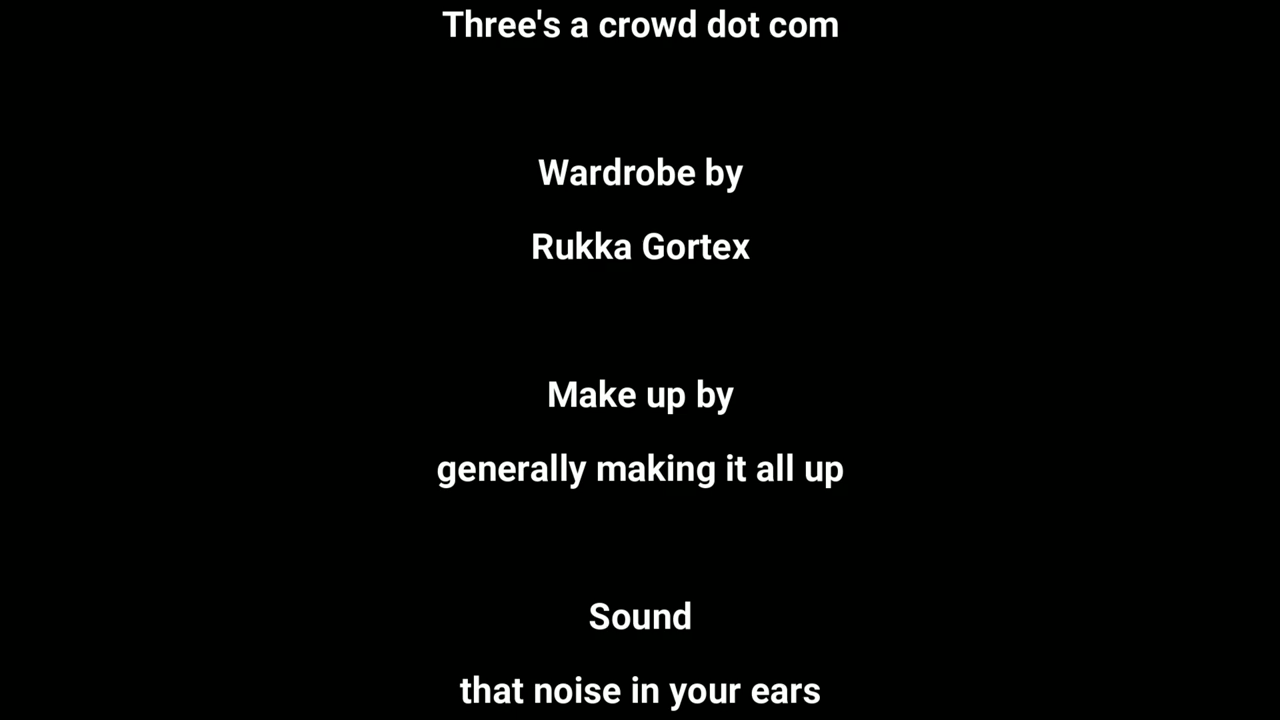 Three's a crowd dot com
Wardrobe by
Rukka Gortex
Make up by
generally making it all up
Sound
that noise in your ears